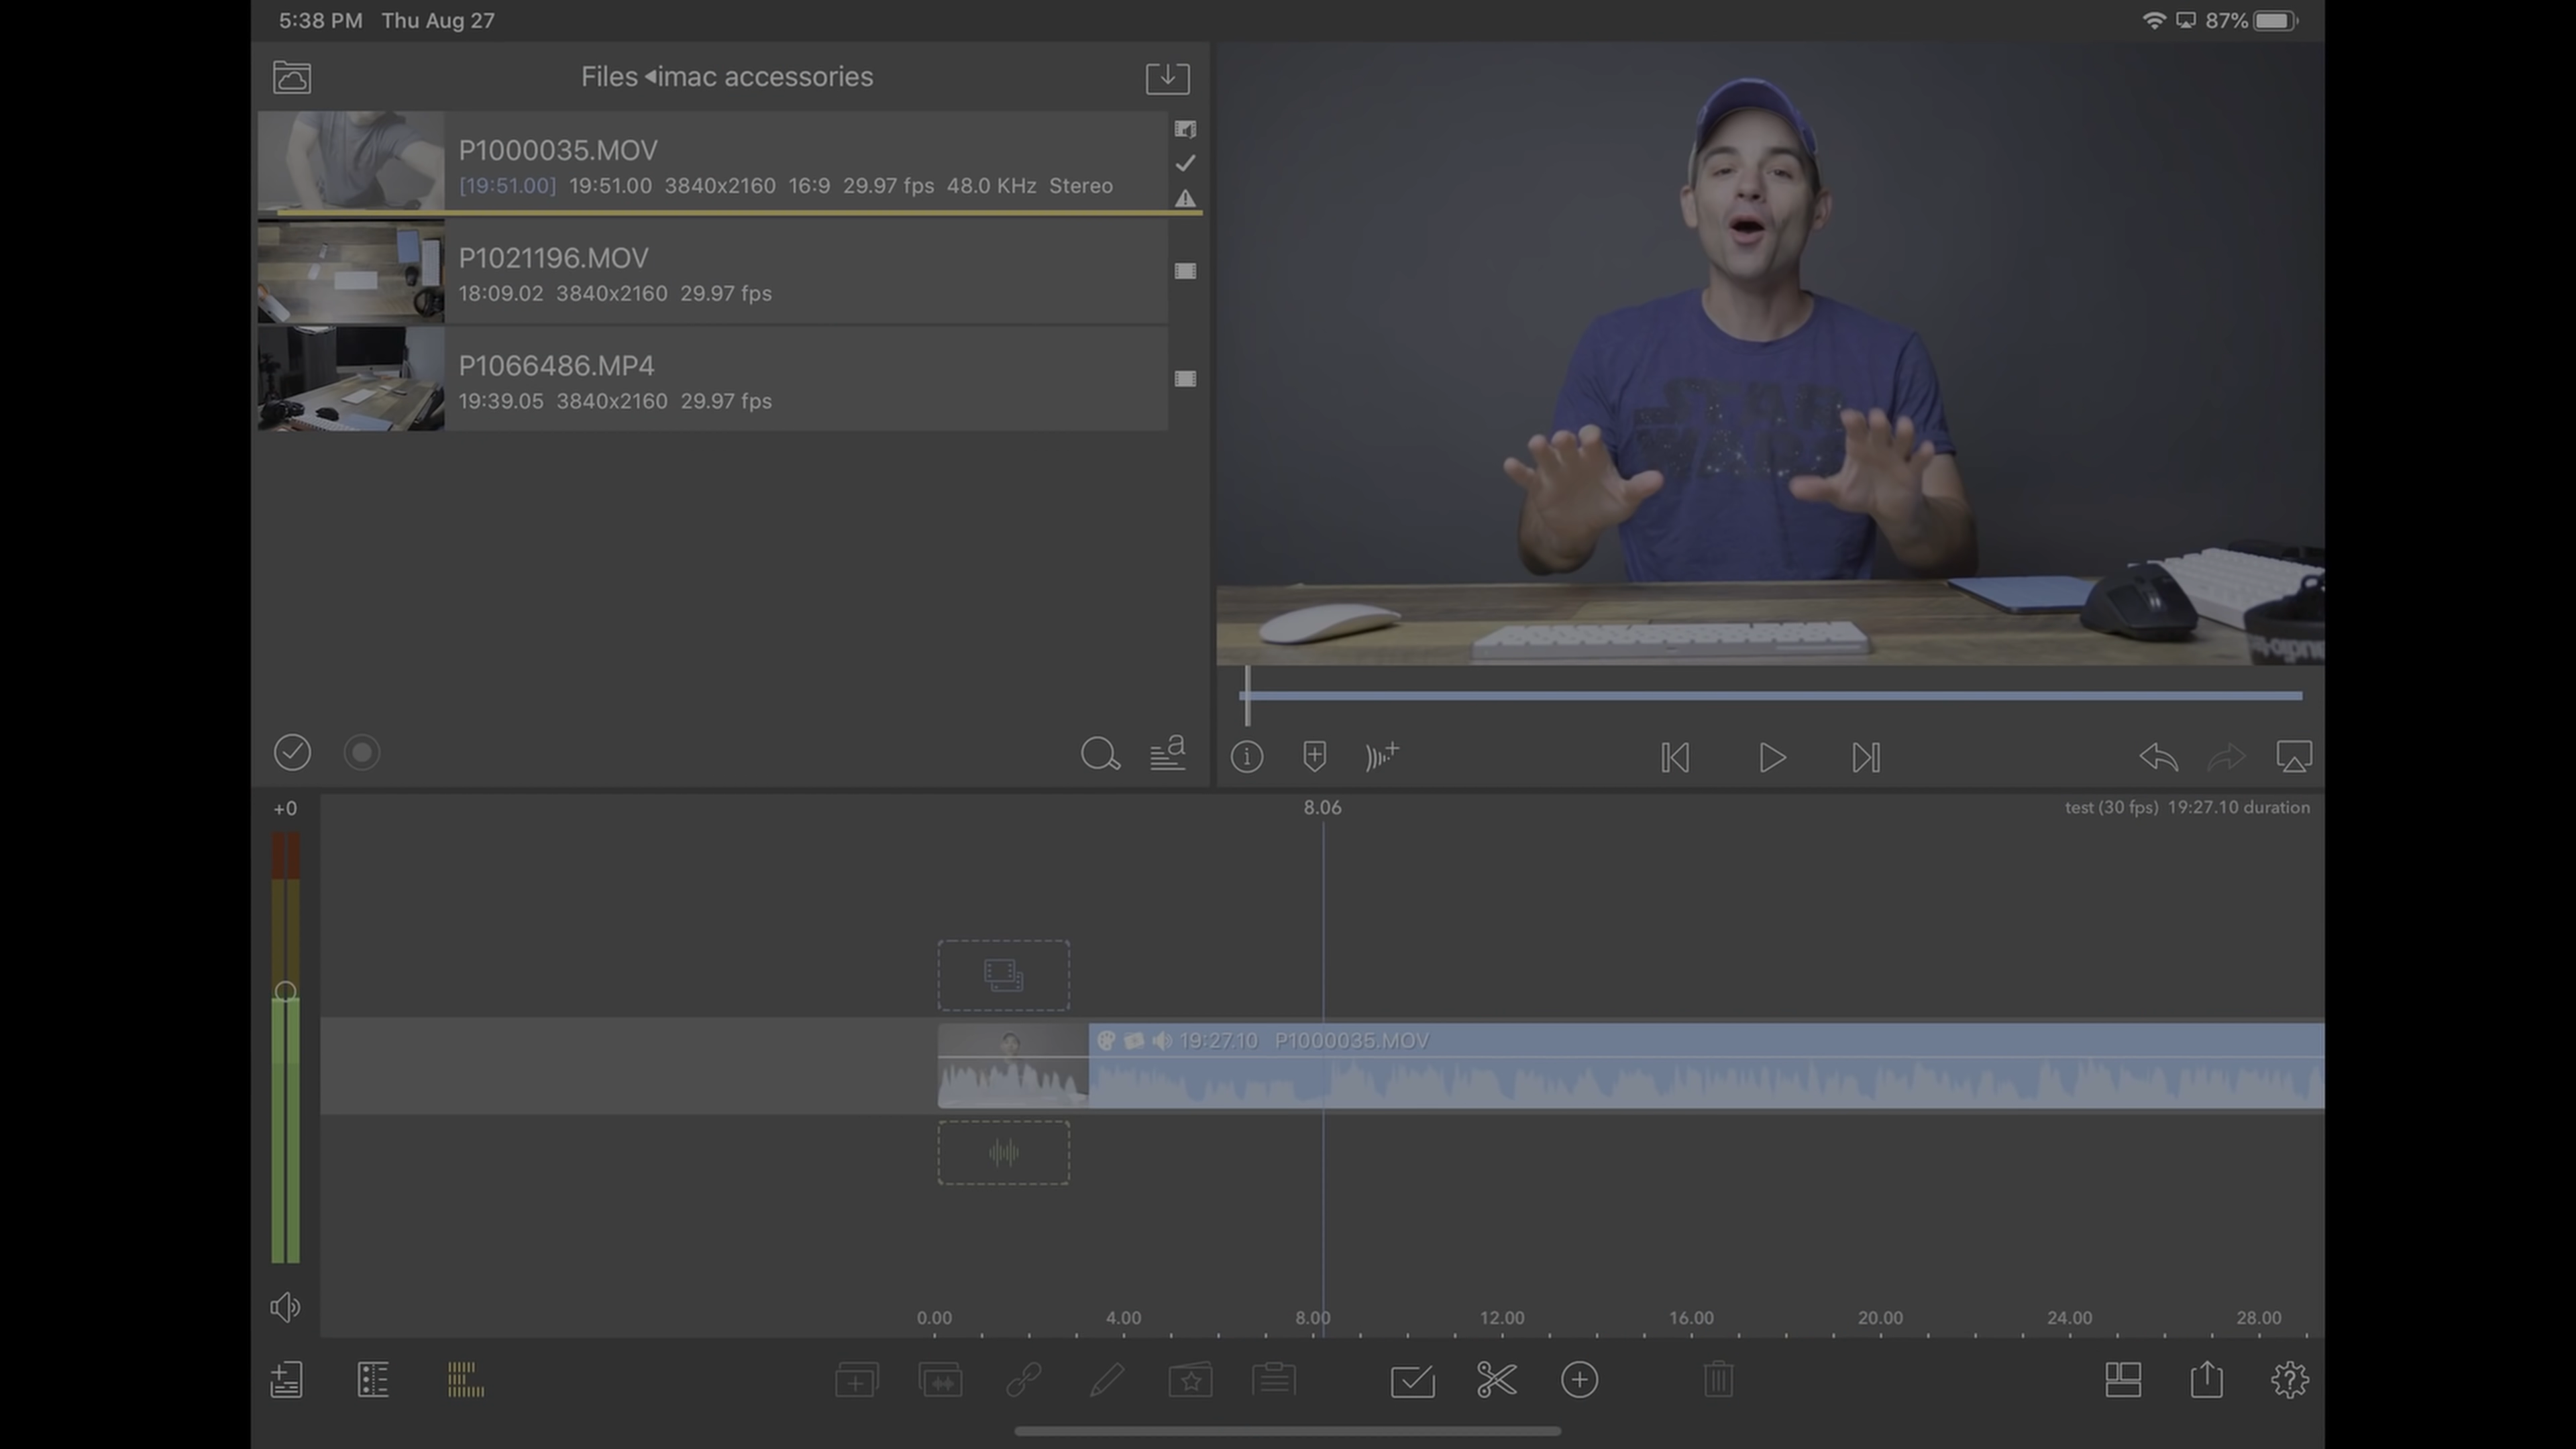 5:38 PM Thu Aug 27
87%
Files ◂imac accessories
P1000035.MOV
[19:51.00] 19:51.00 3840x2160 16:9 29.97 fps 48.0 KHz Stereo
P1021196.MOV
18:09.02 3840x2160 29.97 fps
P1066486.MP4
19:39.05 3840x2160 29.97 fps
STAR
WARS
audio-
a
+0
8.06
test (30 fps) 19:27.10 duration
19:27.10 P1000035.MOV
0.00 4.00 8.00 12.00 16.00 20.00 24.00 28.00